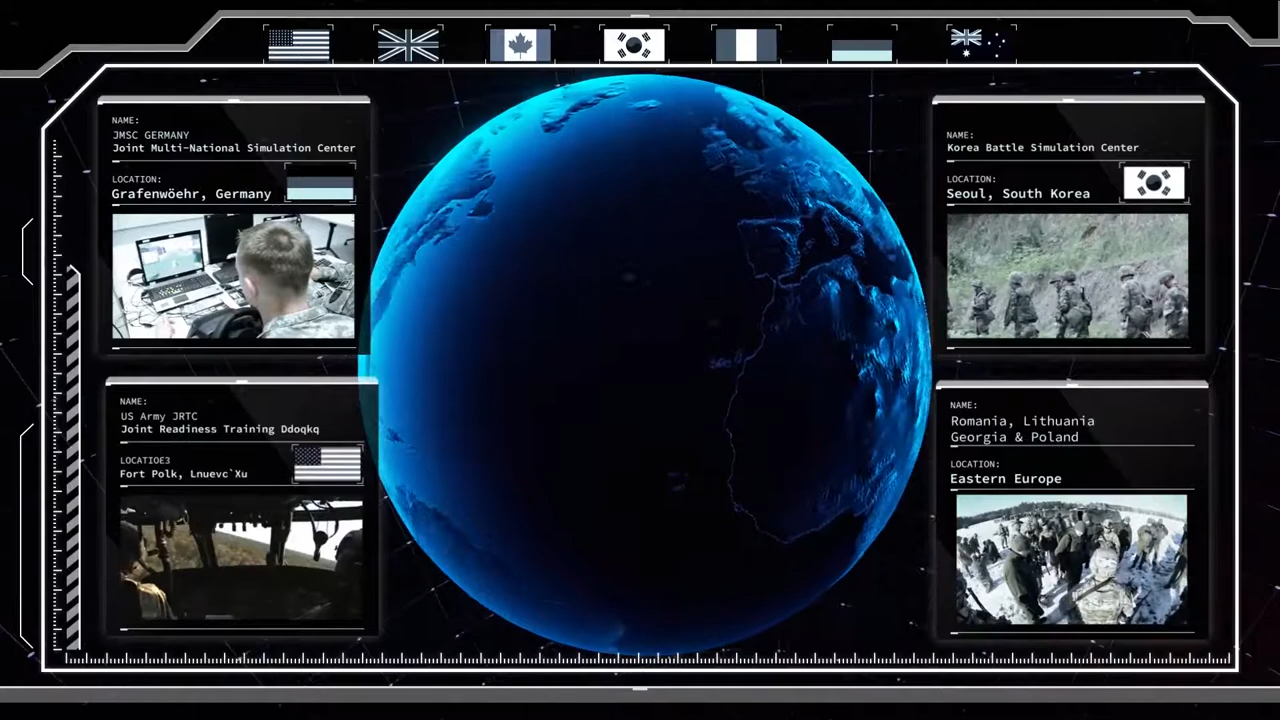 NAME:
JMSC GERMANY
Joint Multi-National Simulation Center
LOCATION:
Grafenwöehr, Germany
NAME:
US Army JRTC
Joint Readiness Training Ddoqkq
LOCATIOE3
Fort Polk, Lnuevc`Xu
NAME:
Korea Battle Simulation Center
LOCATION:
Seoul, South Korea
NAME:
Romania, Lithuania
Georgia & Poland
LOCATION:
Eastern Europe